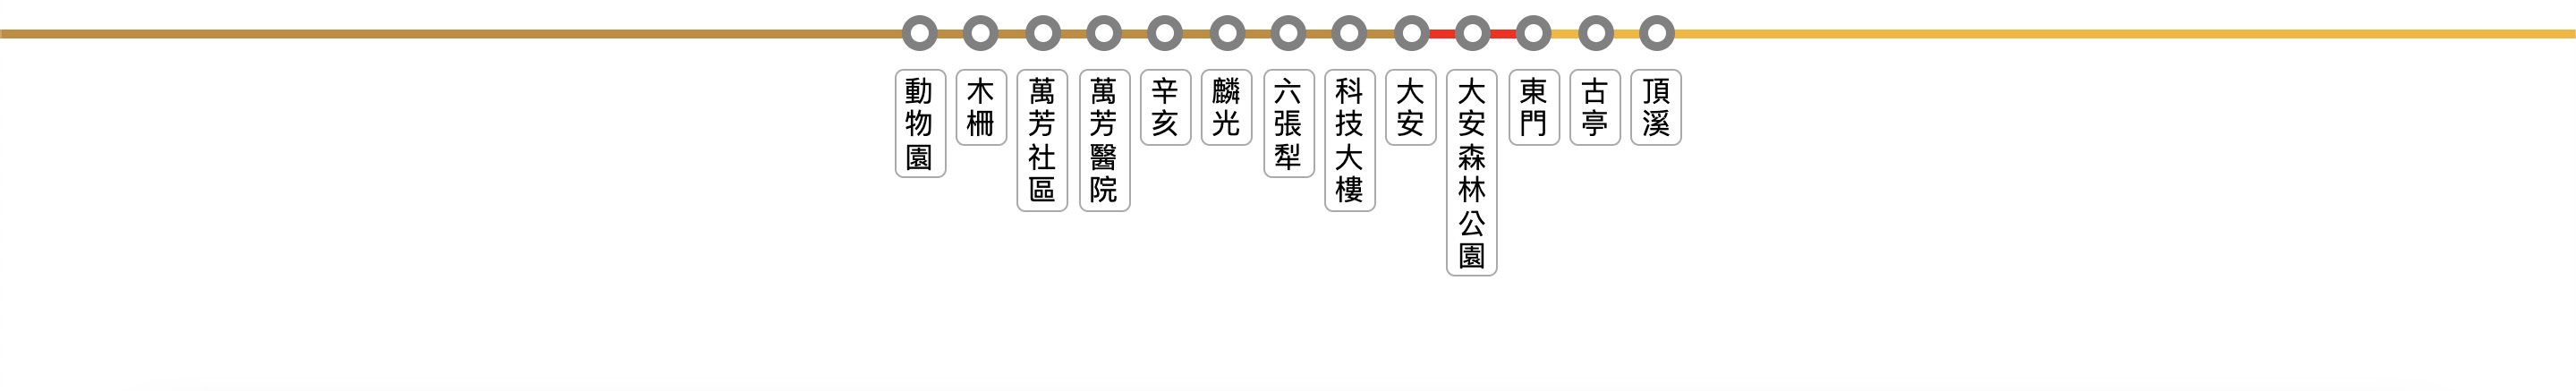 動物園
木柵
萬芳社區
萬芳醫院
辛亥
麟光
六張犁
科技大樓
大安
大安森林公園
東門
古亭
頂溪